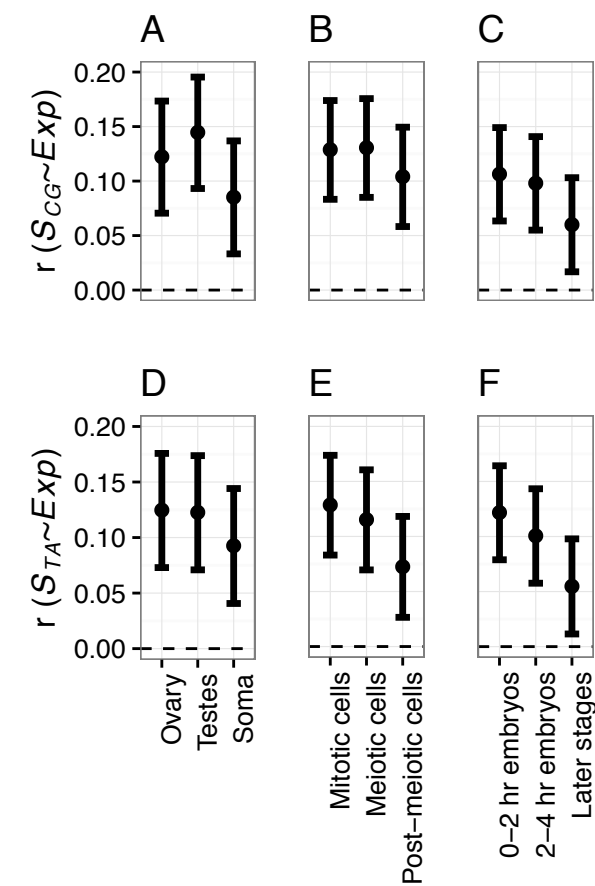 A B C
r (S_CG~Exp)
0.20
0.15
0.10
0.05
0.00
D E F
r (S_TA~Exp)
0.20
0.15
0.10
0.05
0.00
Ovary
Testes
Soma
Mitotic cells
Meiotic cells
Post−meiotic cells
0−2 hr embryos
2−4 hr embryos
Later stages